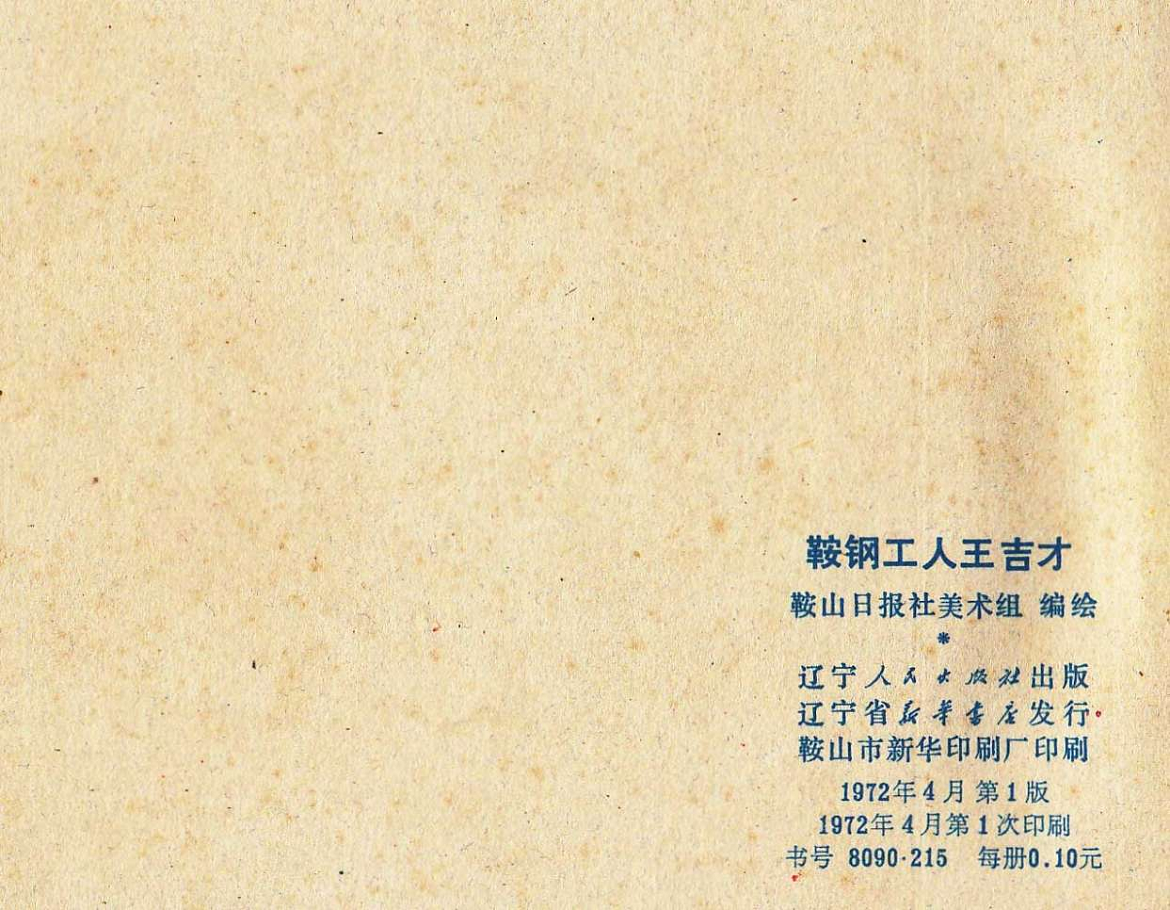 鞍钢工人王吉才
鞍山日报社美术组 编绘
*
辽宁人民出版社出版
辽宁省新华书店发行
鞍山市新华印刷厂印刷
1972年4月第1版
1972年4月第1次印刷
书号 8090·215 每册0.10元